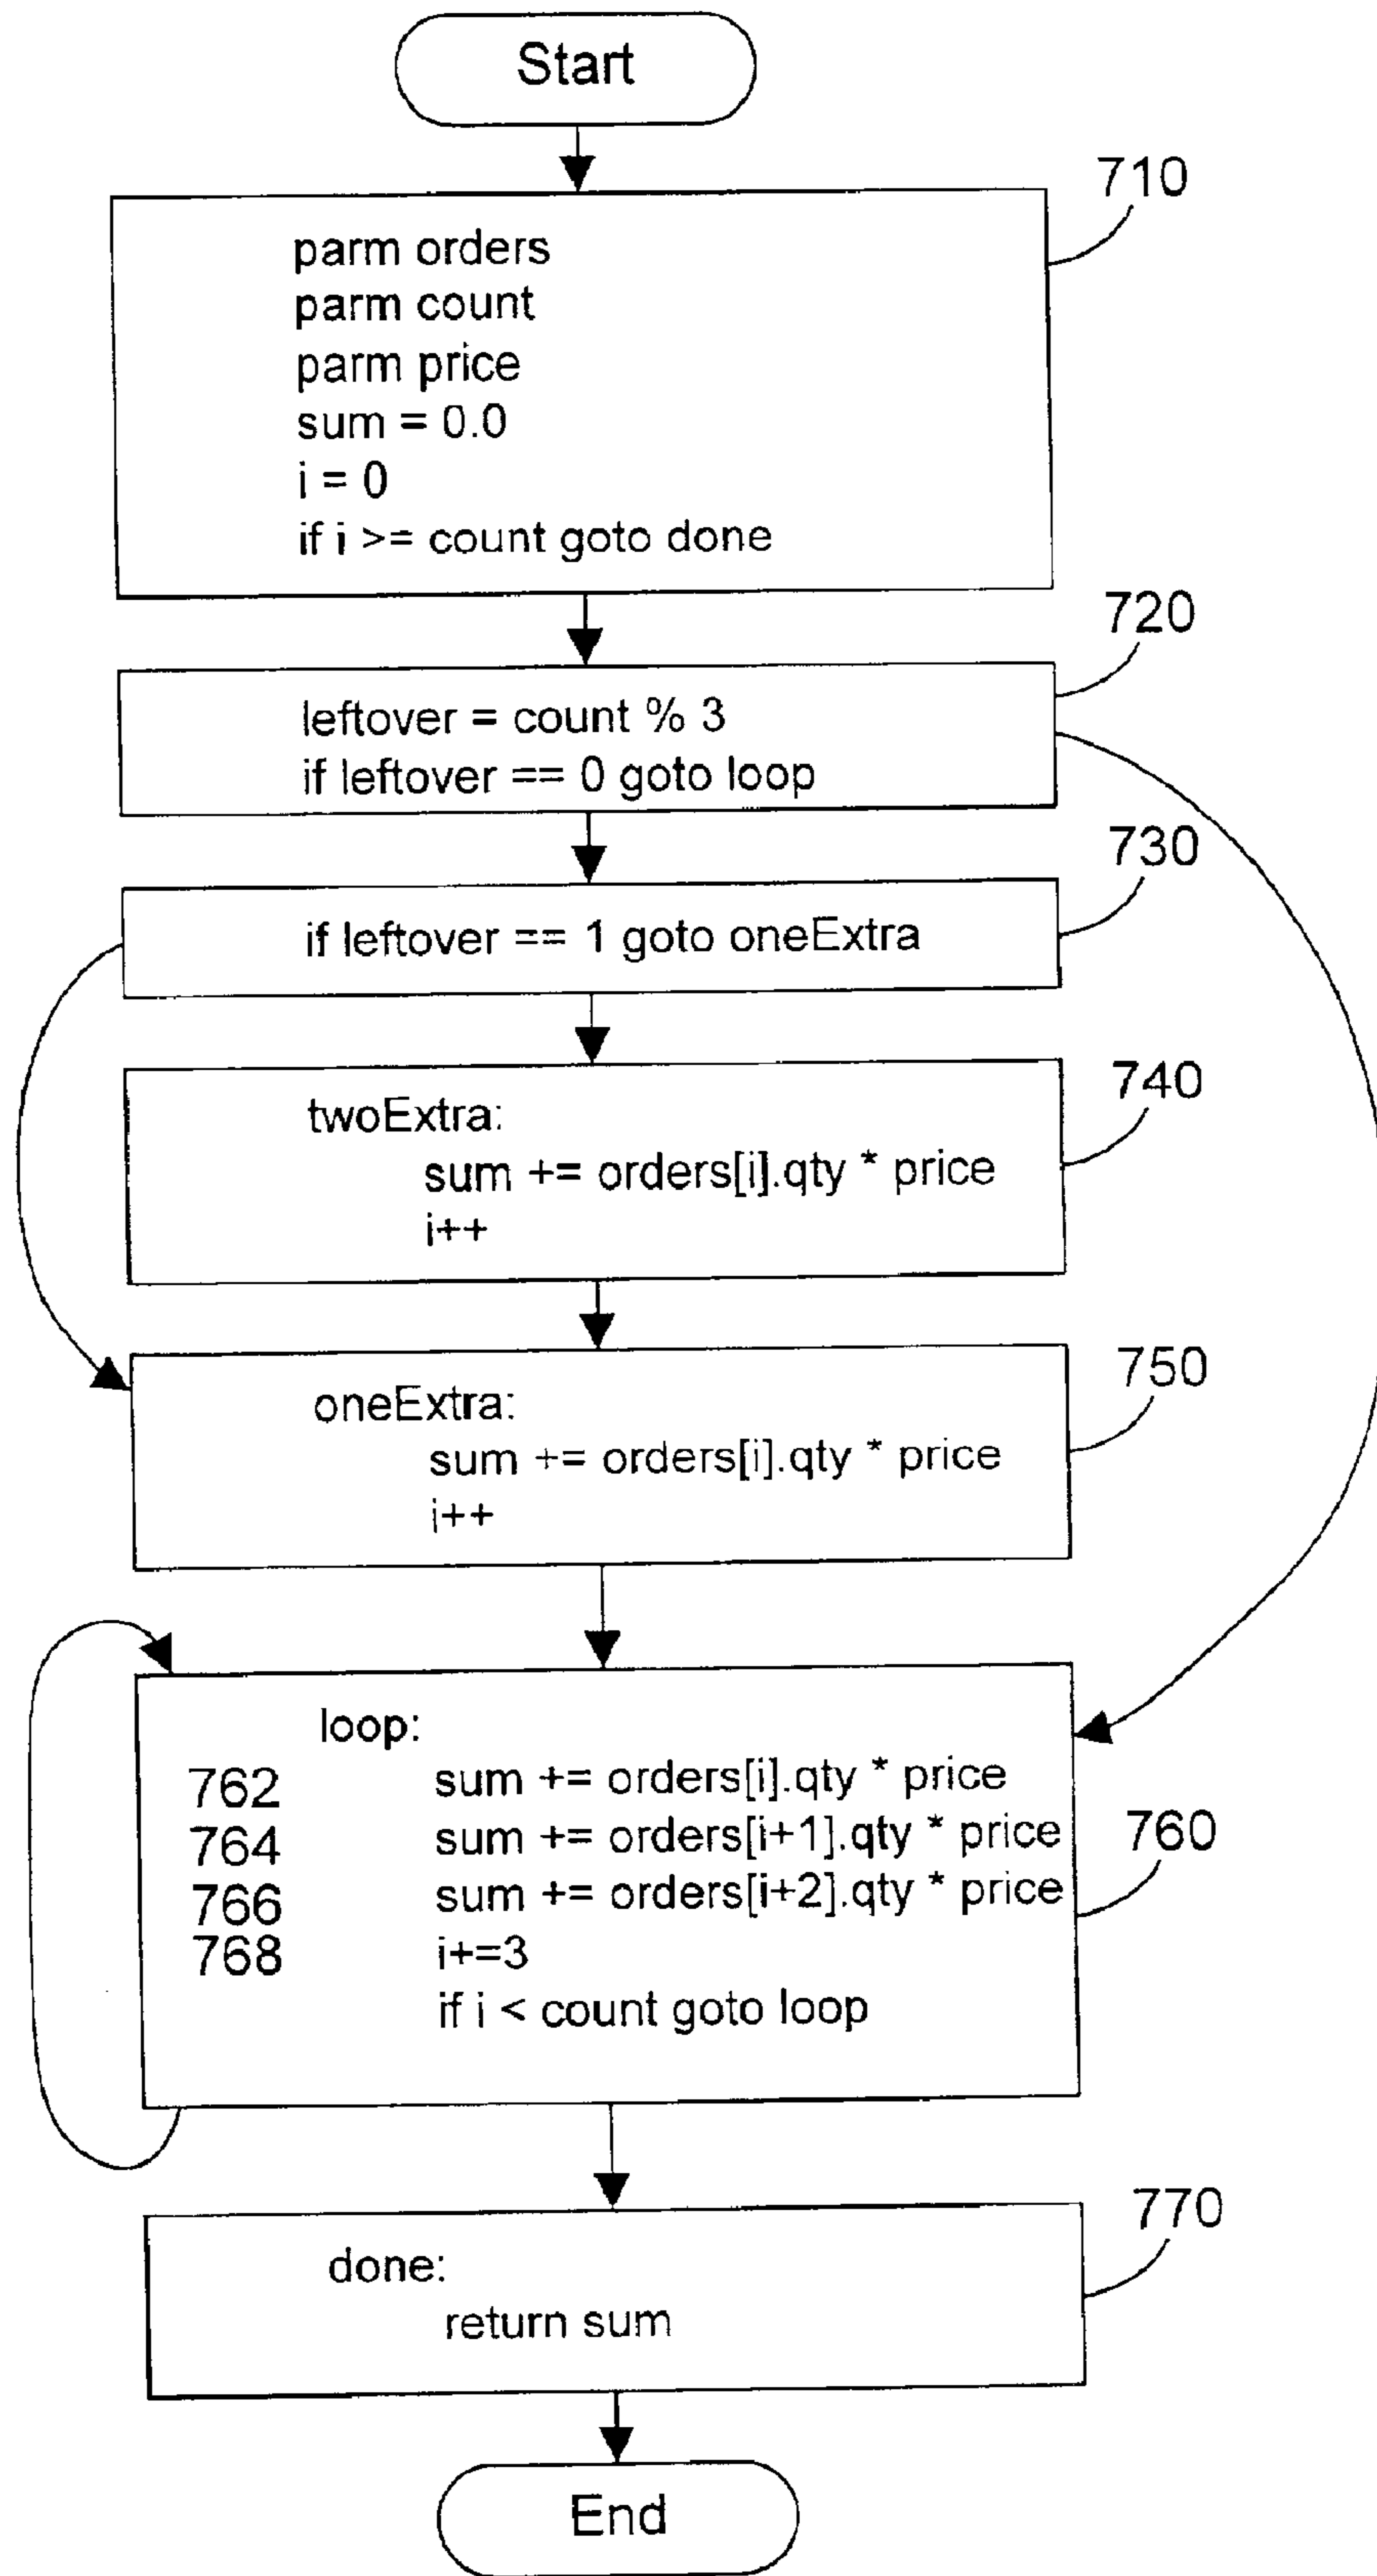 Start
710
parm orders
parm count
parm price
sum = 0.0
i = 0
if i >= count goto done
720
leftover = count % 3
if leftover == 0 goto loop
730
if leftover == 1 goto oneExtra
740
twoExtra:
sum += orders[i].qty * price
i++
750
oneExtra:
sum += orders[i].qty * price
i++
loop:
762 sum += orders[i].qty * price
764 sum += orders[i+1].qty * price 760
766 sum += orders[i+2].qty * price
768 i+=3
if i < count goto loop
770
done:
return sum
End